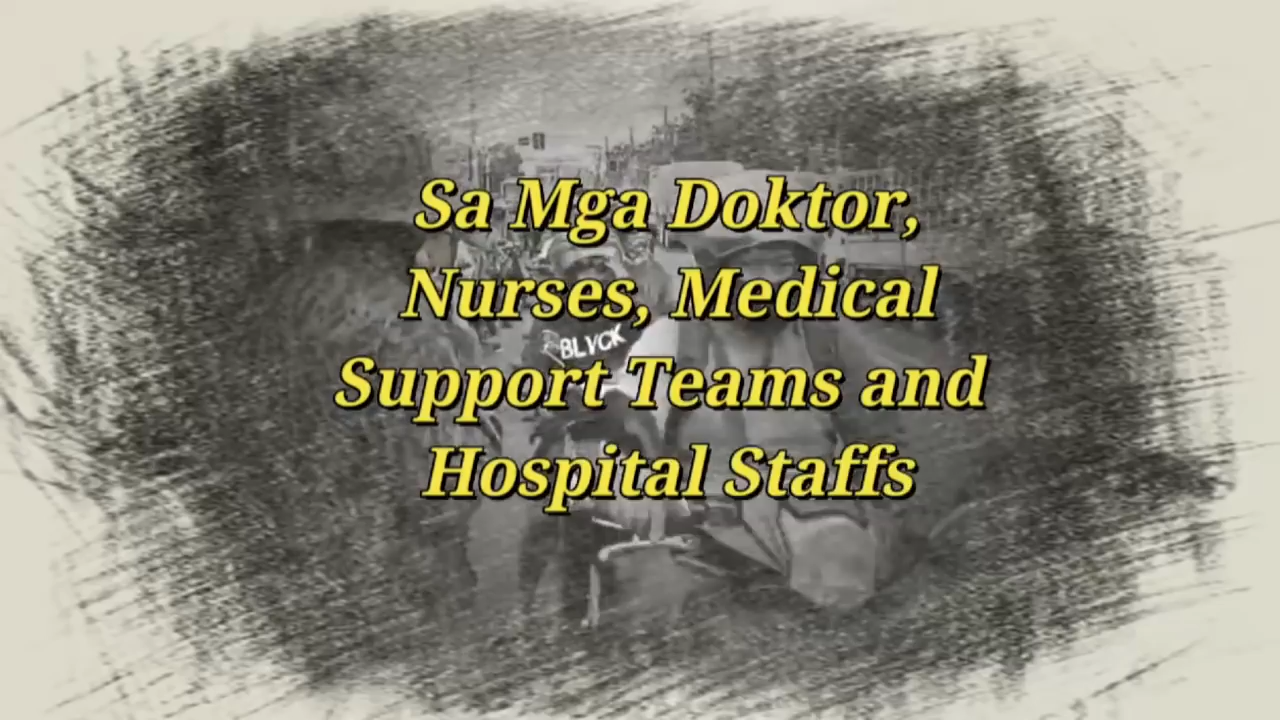 Sa Mga Doktor,
Nurses, Medical
BLVCK
Support Teams and
Hospital Staffs